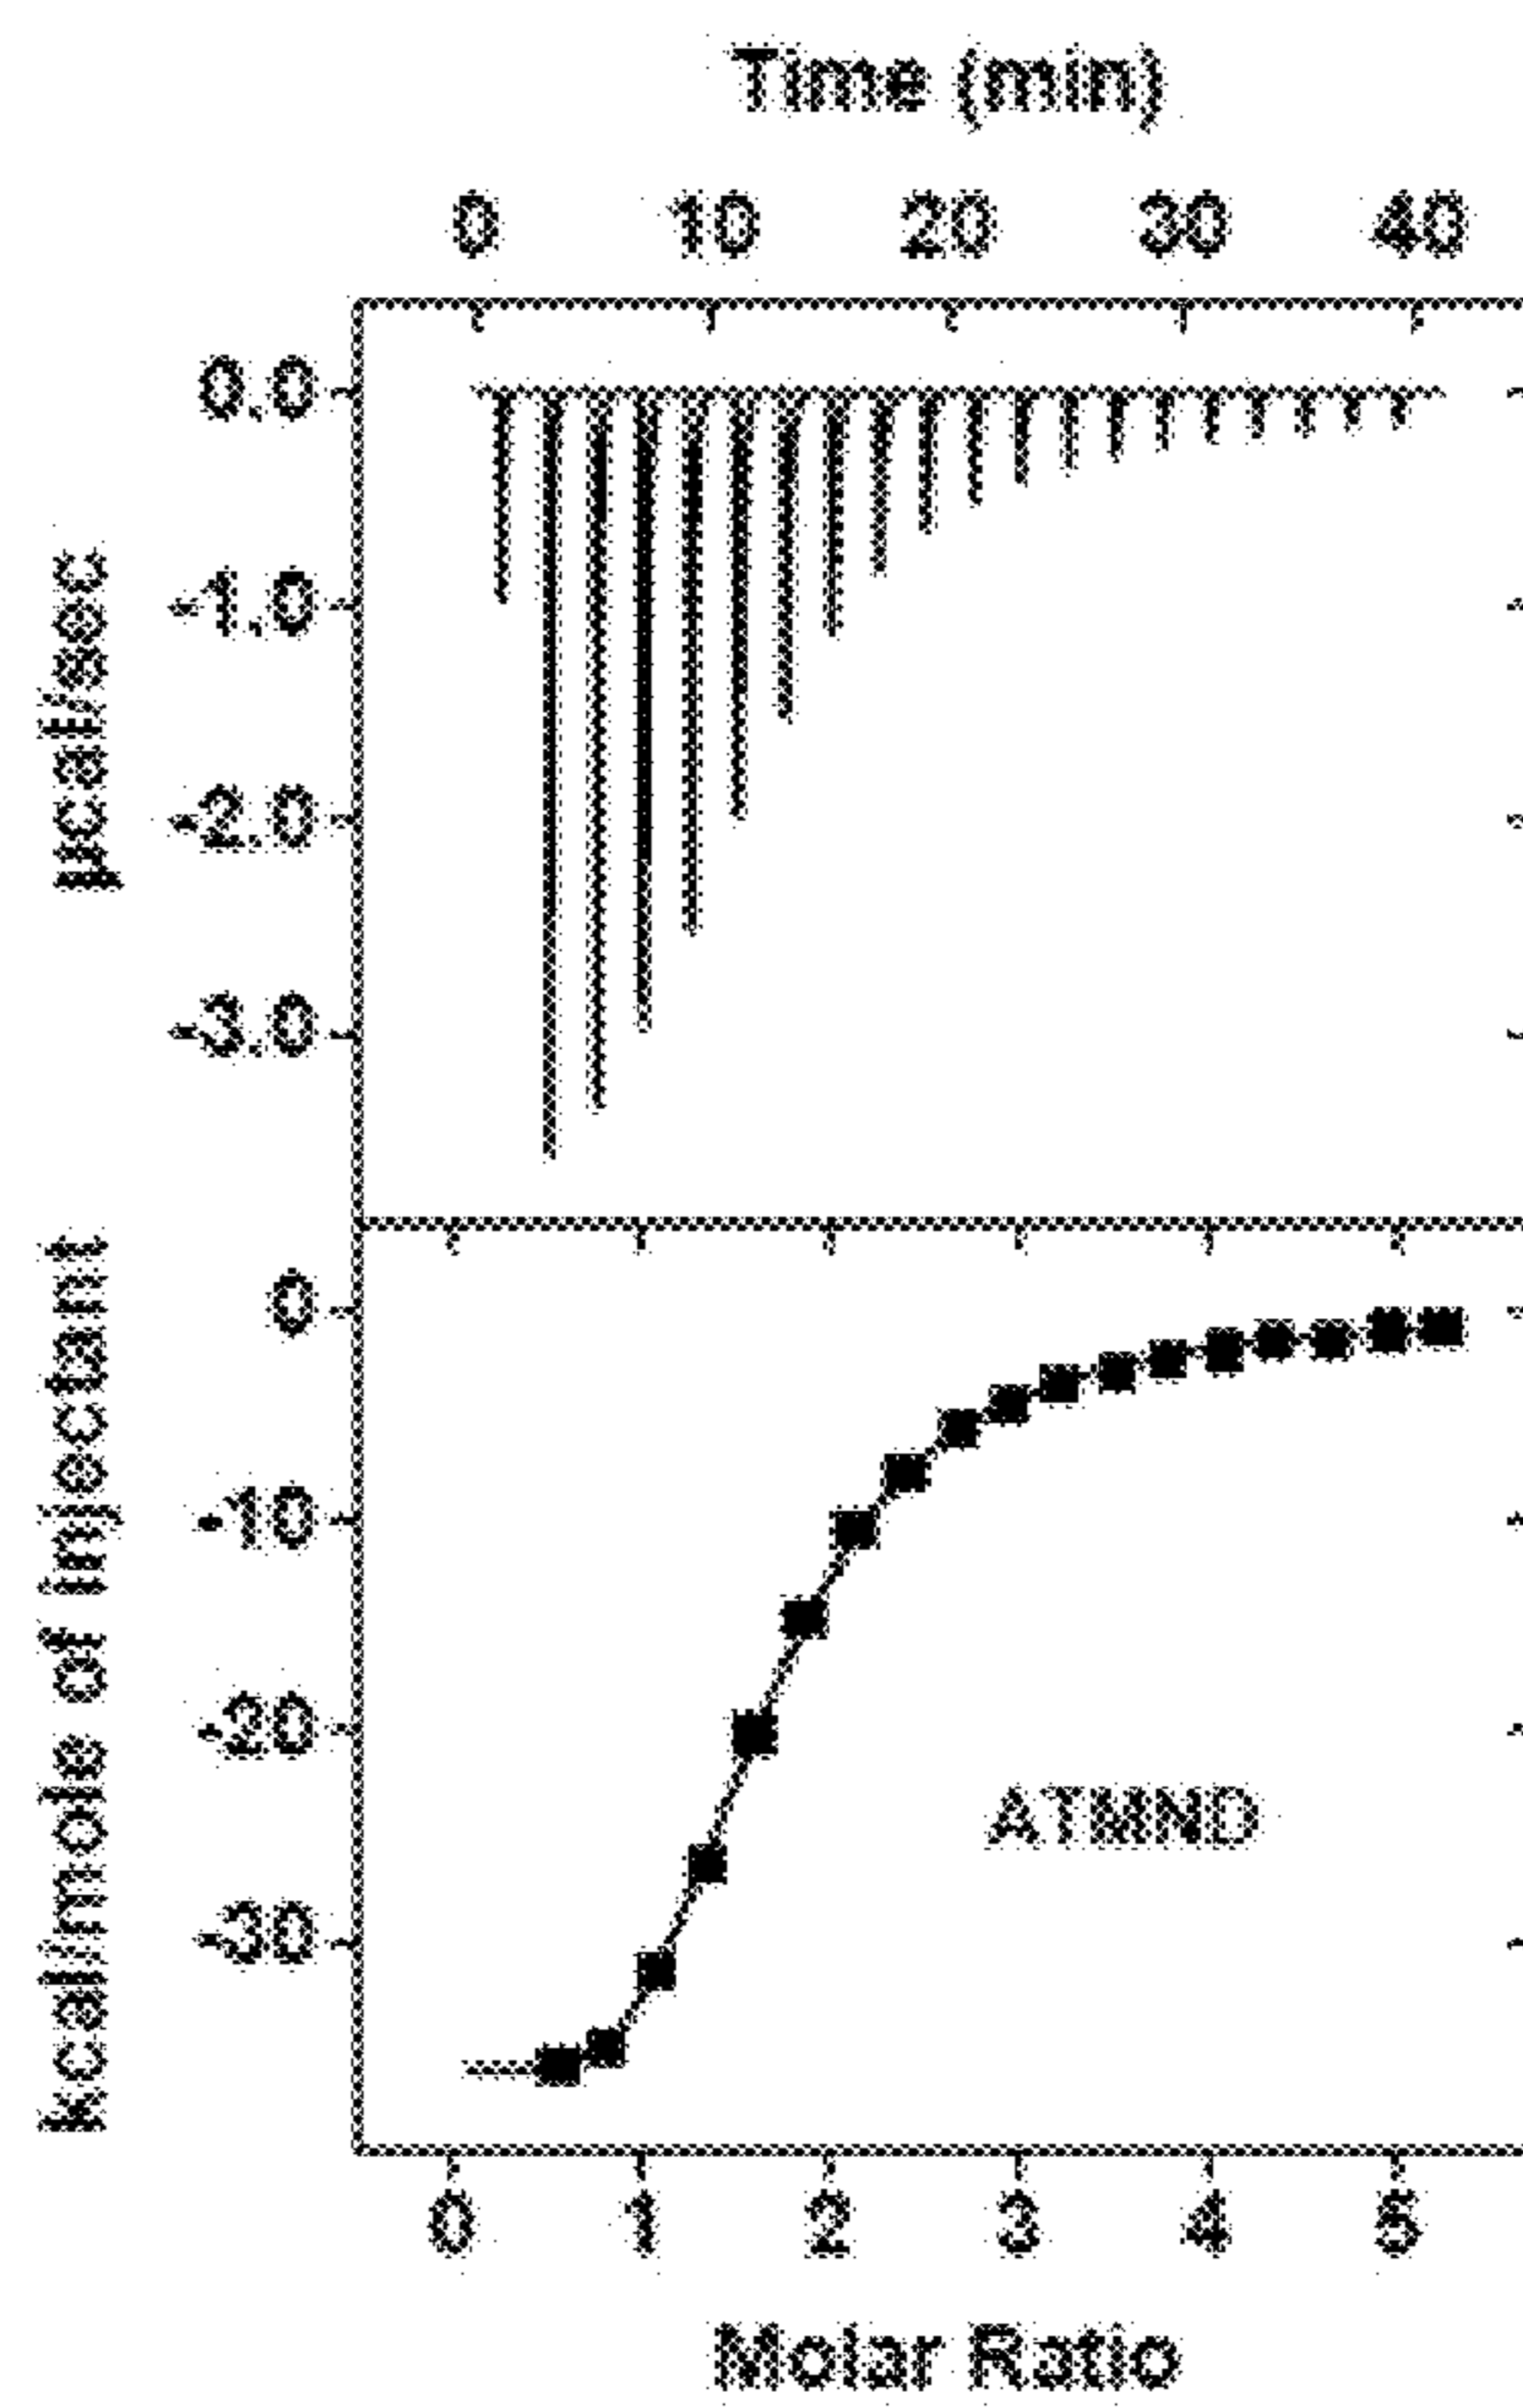 Time (min)
0 10 20 30 40
0.0
-1.0
-2.0
-3.0
µcal/sec
0
-10
-20
-30
kcal/mole of injectant
ATMND
0 1 2 3 4 5
Molar Ratio